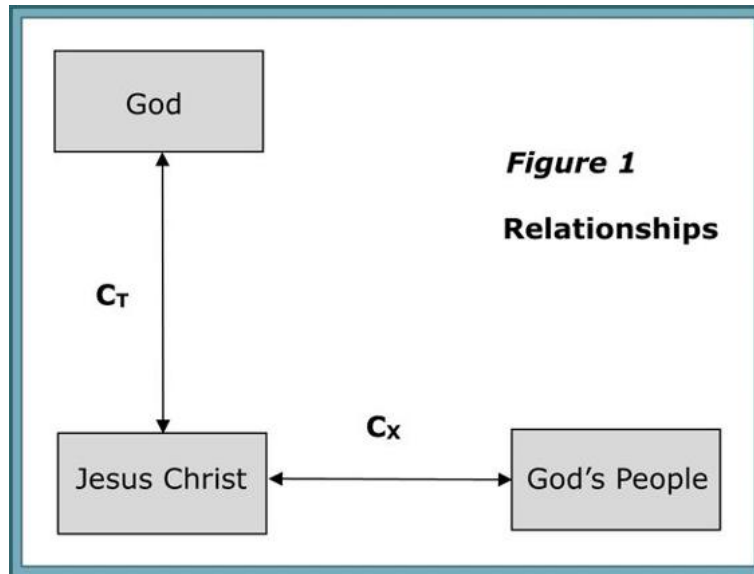 God
Figure 1
Relationships
CT
CX
Jesus Christ
God's People